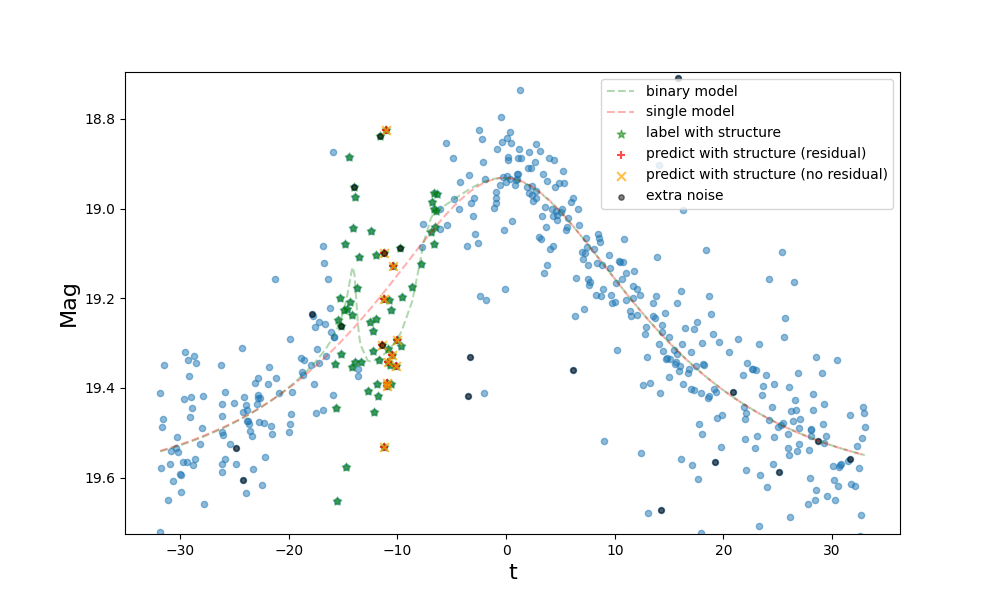 binary model
single model
label with structure
predict with structure (residual)
predict with structure (no residual)
extra noise
Mag
18.8
19.0
19.2
19.4
19.6
−30
−20
−10
0
10
20
30
t